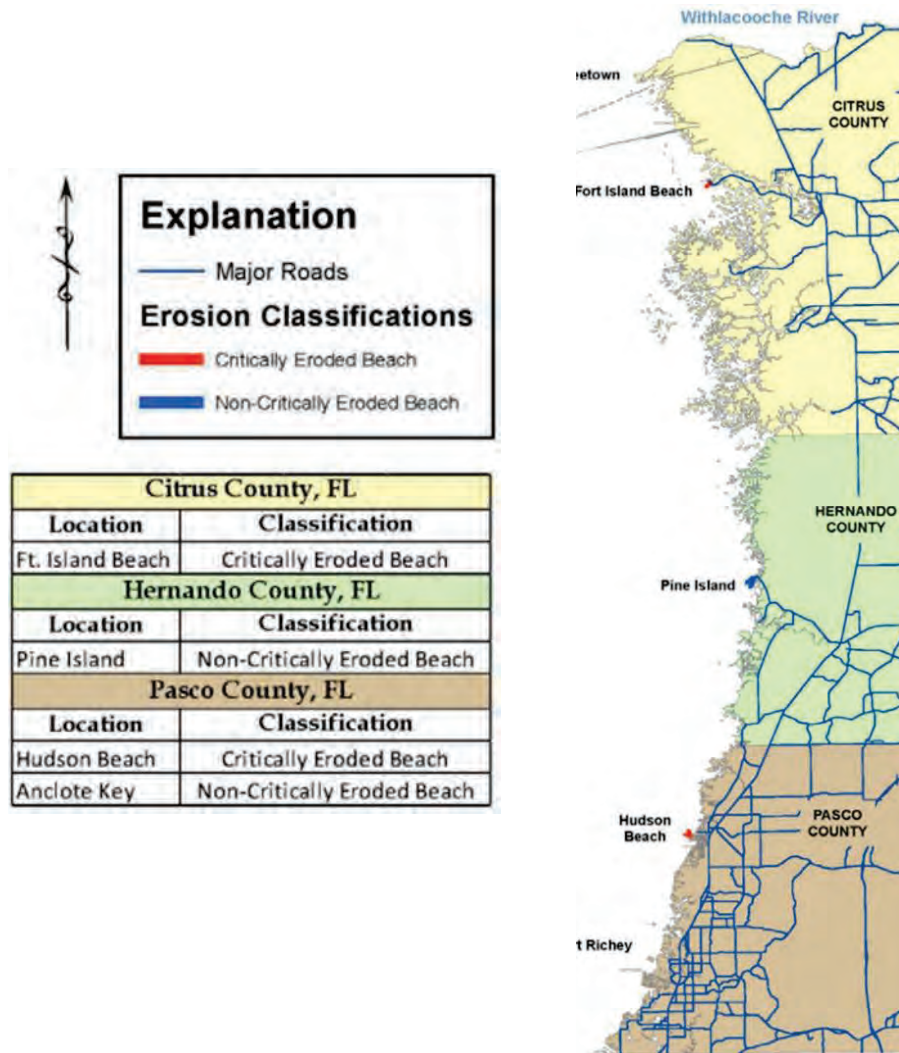 Explanation
Major Roads
Erosion Classifications
Critically Eroded Beach
Non-Critically Eroded Beach
Citrus County, FL
Location Classification
Ft. Island Beach Critically Eroded Beach
Hernando County, FL
Location Classification
Pine Island Non-Critically Eroded Beach
Pasco County, FL
Location Classification
Hudson Beach Critically Eroded Beach
Anclote Key Non-Critically Eroded Beach
Withlacooche River
eetown
CITRUS
COUNTY
Fort Island Beach
HERNANDO
COUNTY
Pine Island
Hudson
Beach
PASCO
COUNTY
t Richey